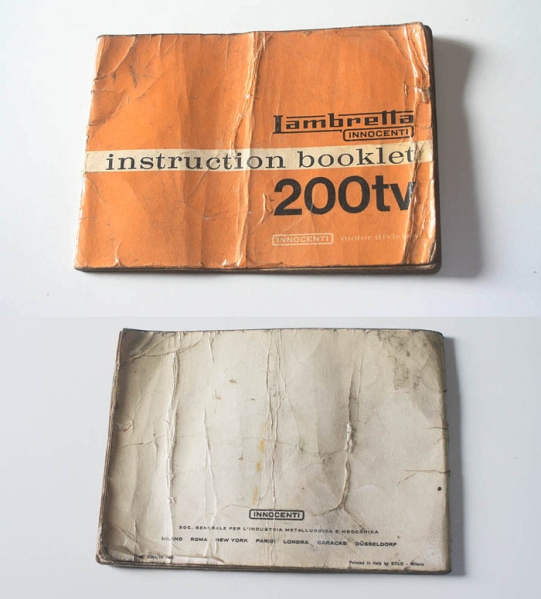 Lambretta
INNOCENTI
instruction booklet
200tv
INNOCENTI motor
INNOCENTI
SOC. GENERALE PER L'INDUSTRIA METALLURGICA E MECCANICA
MILANO ROMA NEW YORK PARIGI LONDRA CARACAS DÜSSELDORF
Printed in Italy by